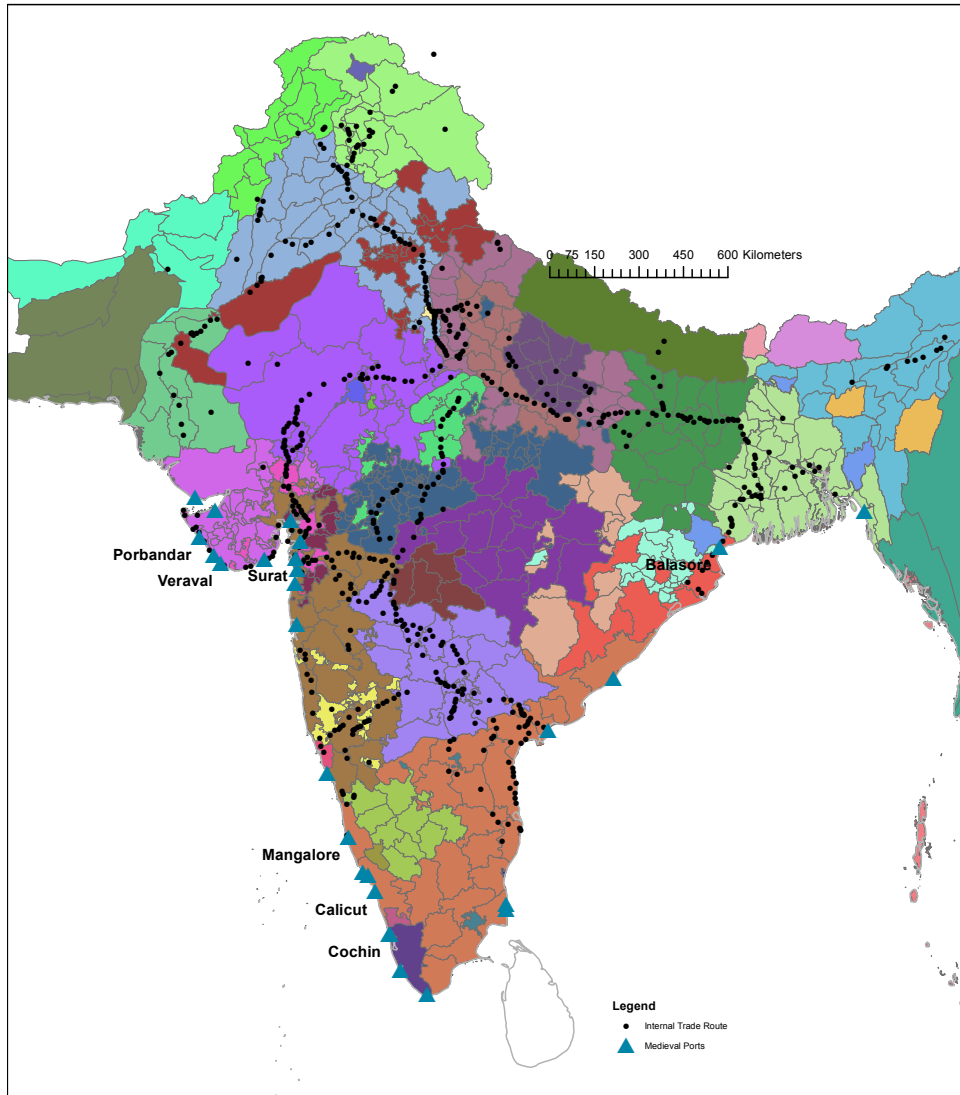 0 75 150 300 450 600 Kilometers
Porbandar
Veraval
Surat
Balasore
Mangalore
Calicut
Cochin
Legend
Internal Trade Route
Medieval Ports